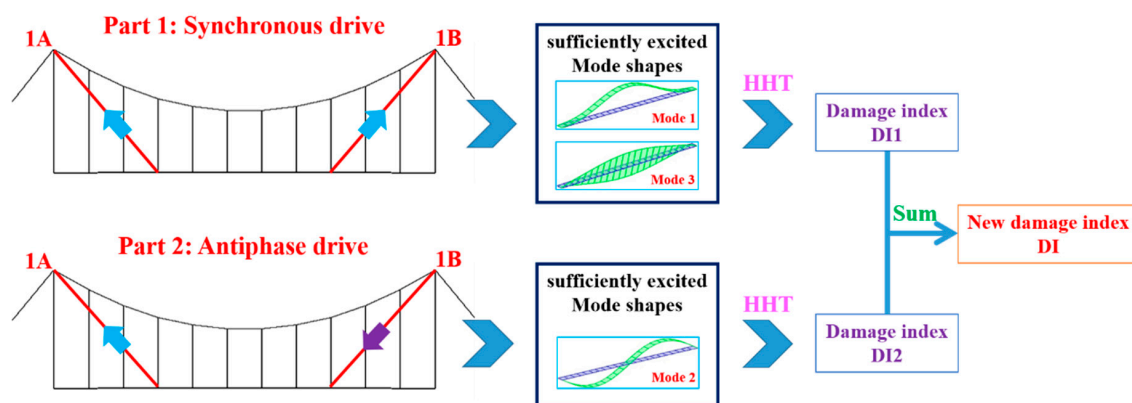 Part 1: Synchronous drive
1A
1B
sufficiently excited
Mode shapes
Mode 1
Mode 3
HHT
Damage index
DI1
Sum
New damage index
DI
Part 2: Antiphase drive
1A
1B
sufficiently excited
Mode shapes
Mode 2
HHT
Damage index
DI2